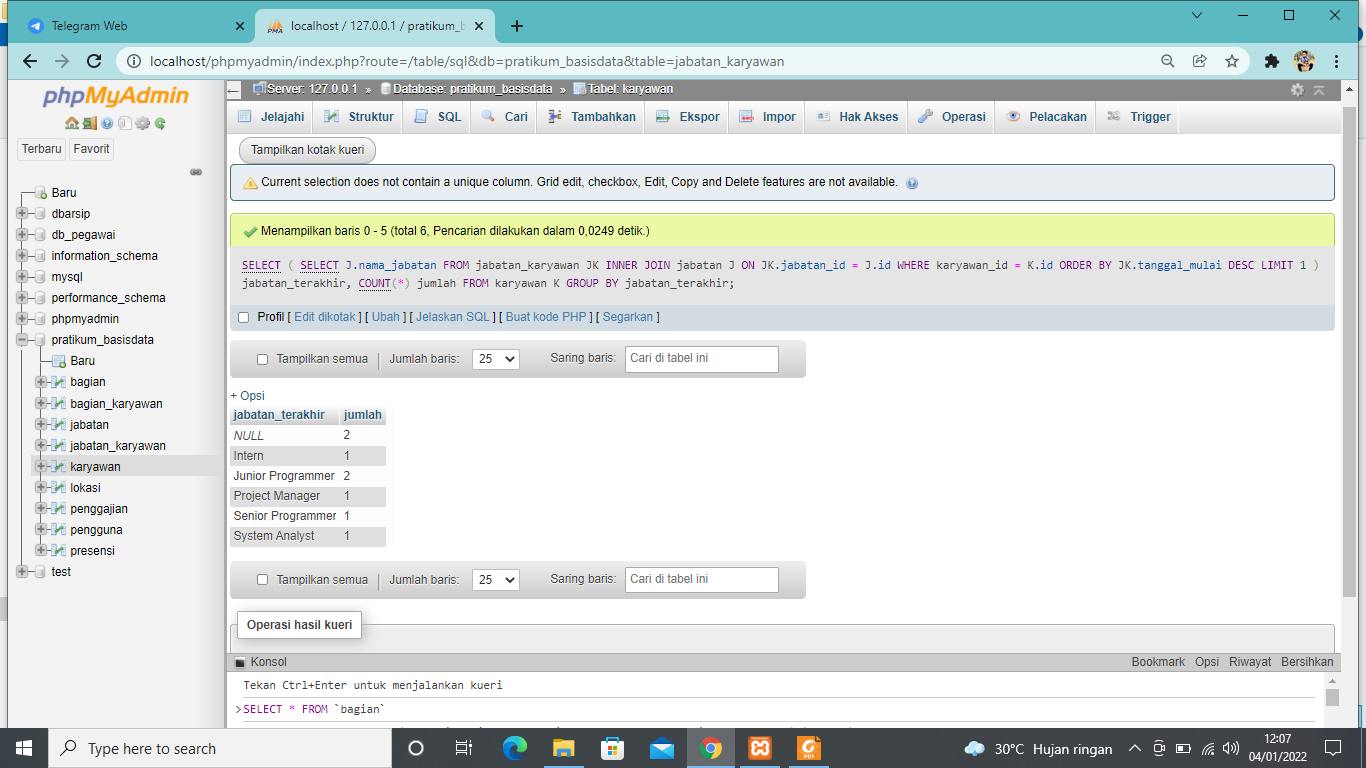 Telegram Web
localhost / 127.0.0.1 / pratikum_b
localhost/phpmyadmin/index.php?route=/table/sql&db=pratikum_basisdata&table=jabatan_karyawan
phpMyAdmin
Terbaru Favorit
Baru
dbarsip
db_pegawai
information_schema
mysql
performance_schema
phpmyadmin
pratikum_basisdata
Baru
bagian
bagian_karyawan
jabatan
jabatan_karyawan
karyawan
lokasi
penggajian
pengguna
presensi
test
Server: 127.0.0.1 » Database: pratikum_basisdata » Tabel: karyawan
Jelajahi Struktur SQL Cari Tambahkan Ekspor Impor Hak Akses Operasi Pelacakan Trigger
Tampilkan kotak kueri
Current selection does not contain a unique column. Grid edit, checkbox, Edit, Copy and Delete features are not available.
Menampilkan baris 0 - 5 (total 6, Pencarian dilakukan dalam 0,0249 detik.)
SELECT ( SELECT J.nama_jabatan FROM jabatan_karyawan JK INNER JOIN jabatan J ON JK.jabatan_id = J.id WHERE karyawan_id = K.id ORDER BY JK.tanggal_mulai DESC LIMIT 1 )
jabatan_terakhir, COUNT(*) jumlah FROM karyawan K GROUP BY jabatan_terakhir;
Profil [ Edit dikotak ] [ Ubah ] [ Jelaskan SQL ] [ Buat kode PHP ] [ Segarkan ]
Tampilkan semua | Jumlah baris: 25 Saring baris: Cari di tabel ini
+ Opsi
jabatan_terakhir jumlah
NULL 2
Intern 1
Junior Programmer 2
Project Manager 1
Senior Programmer 1
System Analyst 1
Tampilkan semua | Jumlah baris: 25 Saring baris: Cari di tabel ini
Operasi hasil kueri
Konsol Bookmark Opsi Riwayat Bersihkan
Tekan Ctrl+Enter untuk menjalankan kueri
>SELECT * FROM `bagian`
Type here to search
30°C Hujan ringan
12:07
04/01/2022